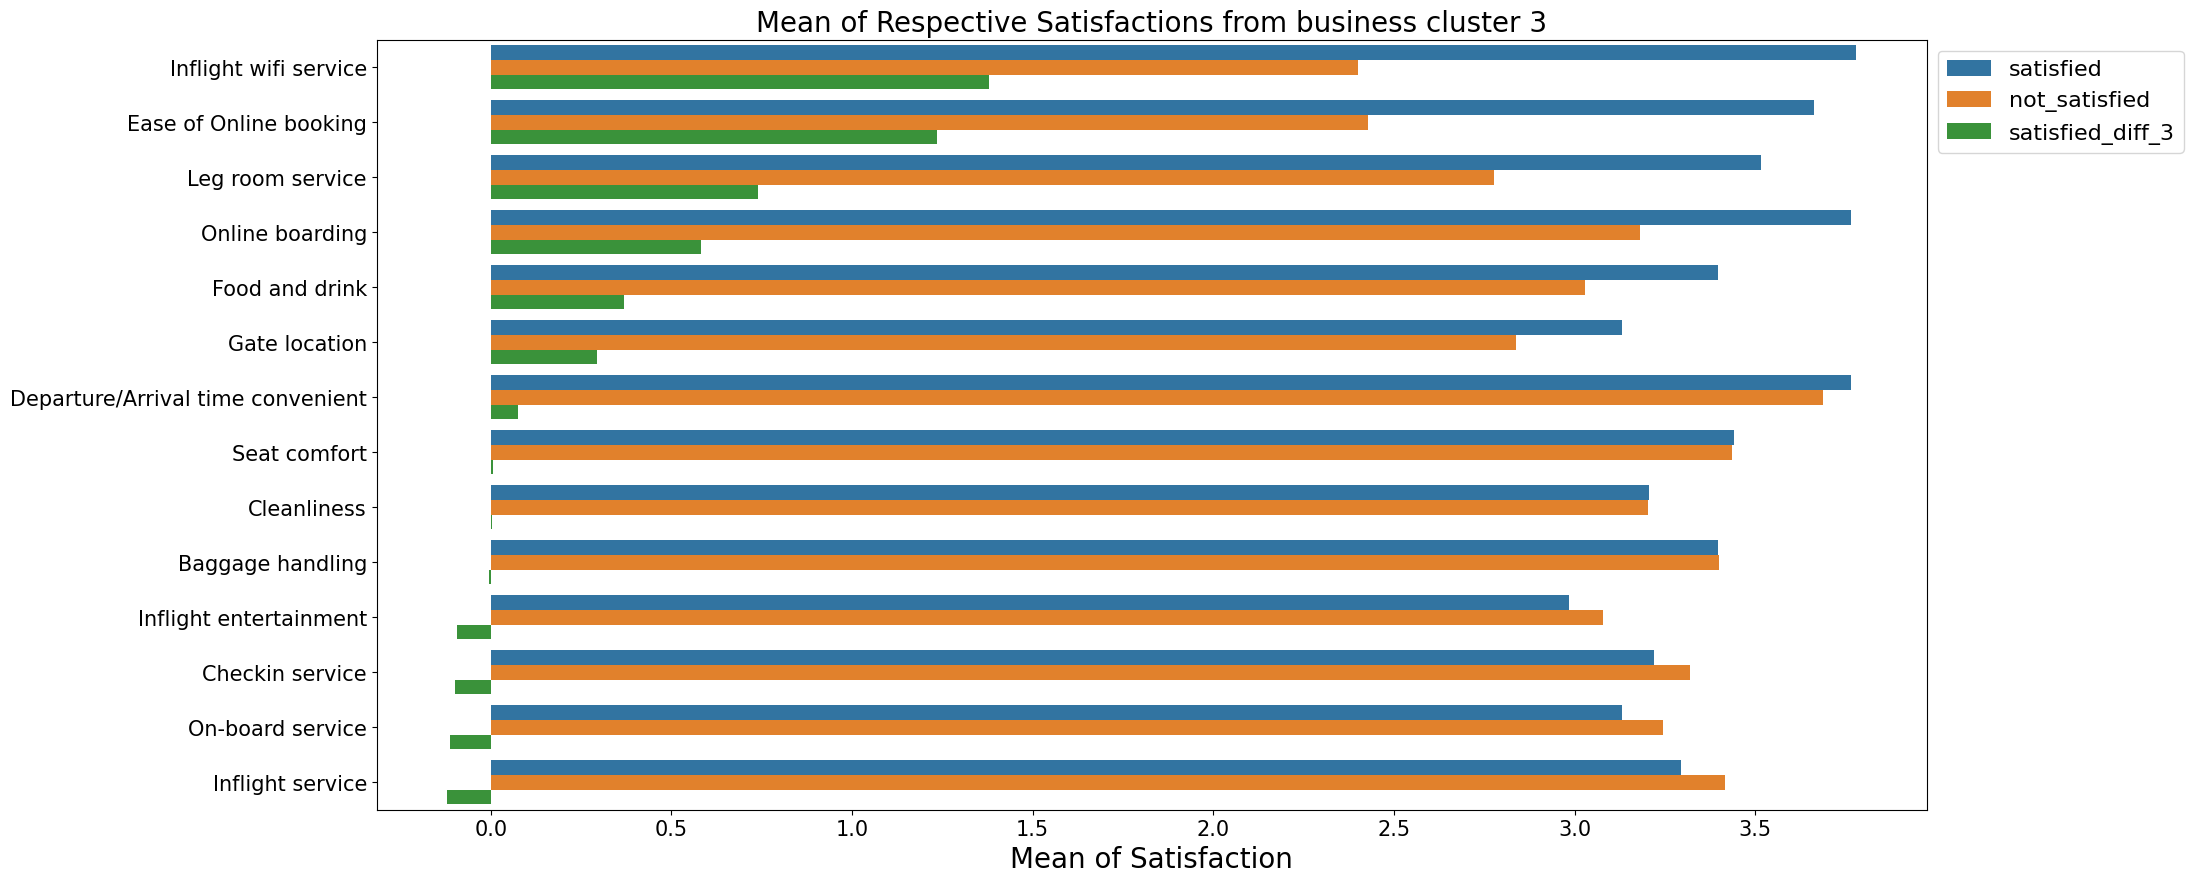 Mean of Respective Satisfactions from business cluster 3
Inflight wifi service
Ease of Online booking
Leg room service
Online boarding
Food and drink
Gate location
Departure/Arrival time convenient
Seat comfort
Cleanliness
Baggage handling
Inflight entertainment
Checkin service
On-board service
Inflight service
satisfied
not_satisfied
satisfied_diff_3
0.0 0.5 1.0 1.5 2.0 2.5 3.0 3.5
Mean of Satisfaction